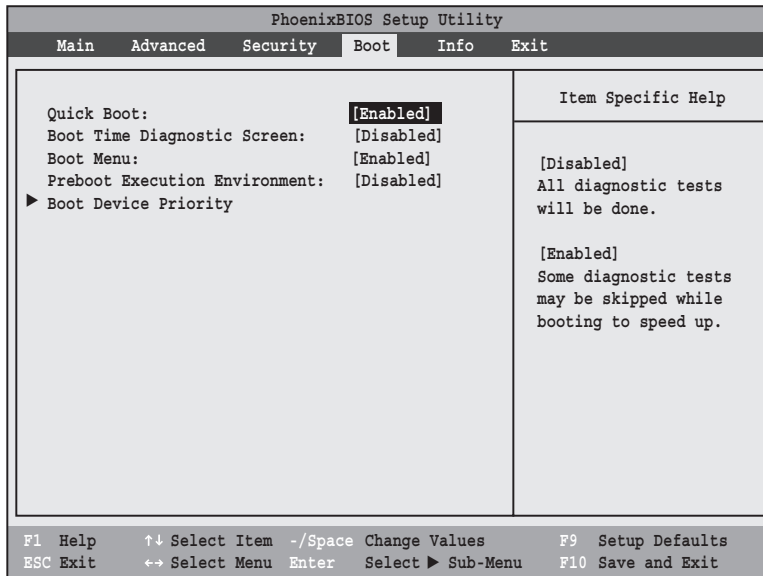 PhoenixBIOS Setup Utility
Main Advanced Security Boot Info Exit
Quick Boot: [Enabled]
Boot Time Diagnostic Screen: [Disabled]
Boot Menu: [Enabled]
Preboot Execution Environment: [Disabled]
▶ Boot Device Priority
Item Specific Help
[Disabled]
All diagnostic tests
will be done.
[Enabled]
Some diagnostic tests
may be skipped while
booting to speed up.
F1 Help ↑↓ Select Item -/Space Change Values F9 Setup Defaults
ESC Exit ←→ Select Menu Enter Select ▶ Sub-Menu F10 Save and Exit